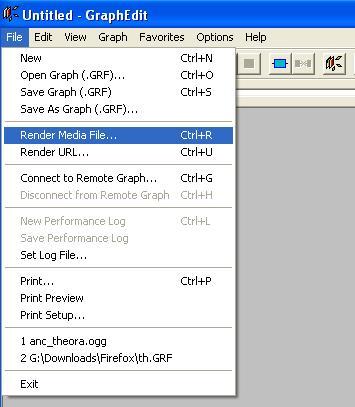 Untitled - GraphEdit
File Edit View Graph Favorites Options Help
New Ctrl+N
Open Graph (.GRF)... Ctrl+O
Save Graph (.GRF) Ctrl+S
Save As Graph (.GRF)...
Render Media File... Ctrl+R
Render URL... Ctrl+U
Connect to Remote Graph... Ctrl+G
Disconnect from Remote Graph Ctrl+H
New Performance Log Ctrl+L
Save Performance Log
Set Log File...
Print... Ctrl+P
Print Preview
Print Setup...
1 anc_theora.ogg
2 G:\Downloads\Firefox\th.GRF
Exit